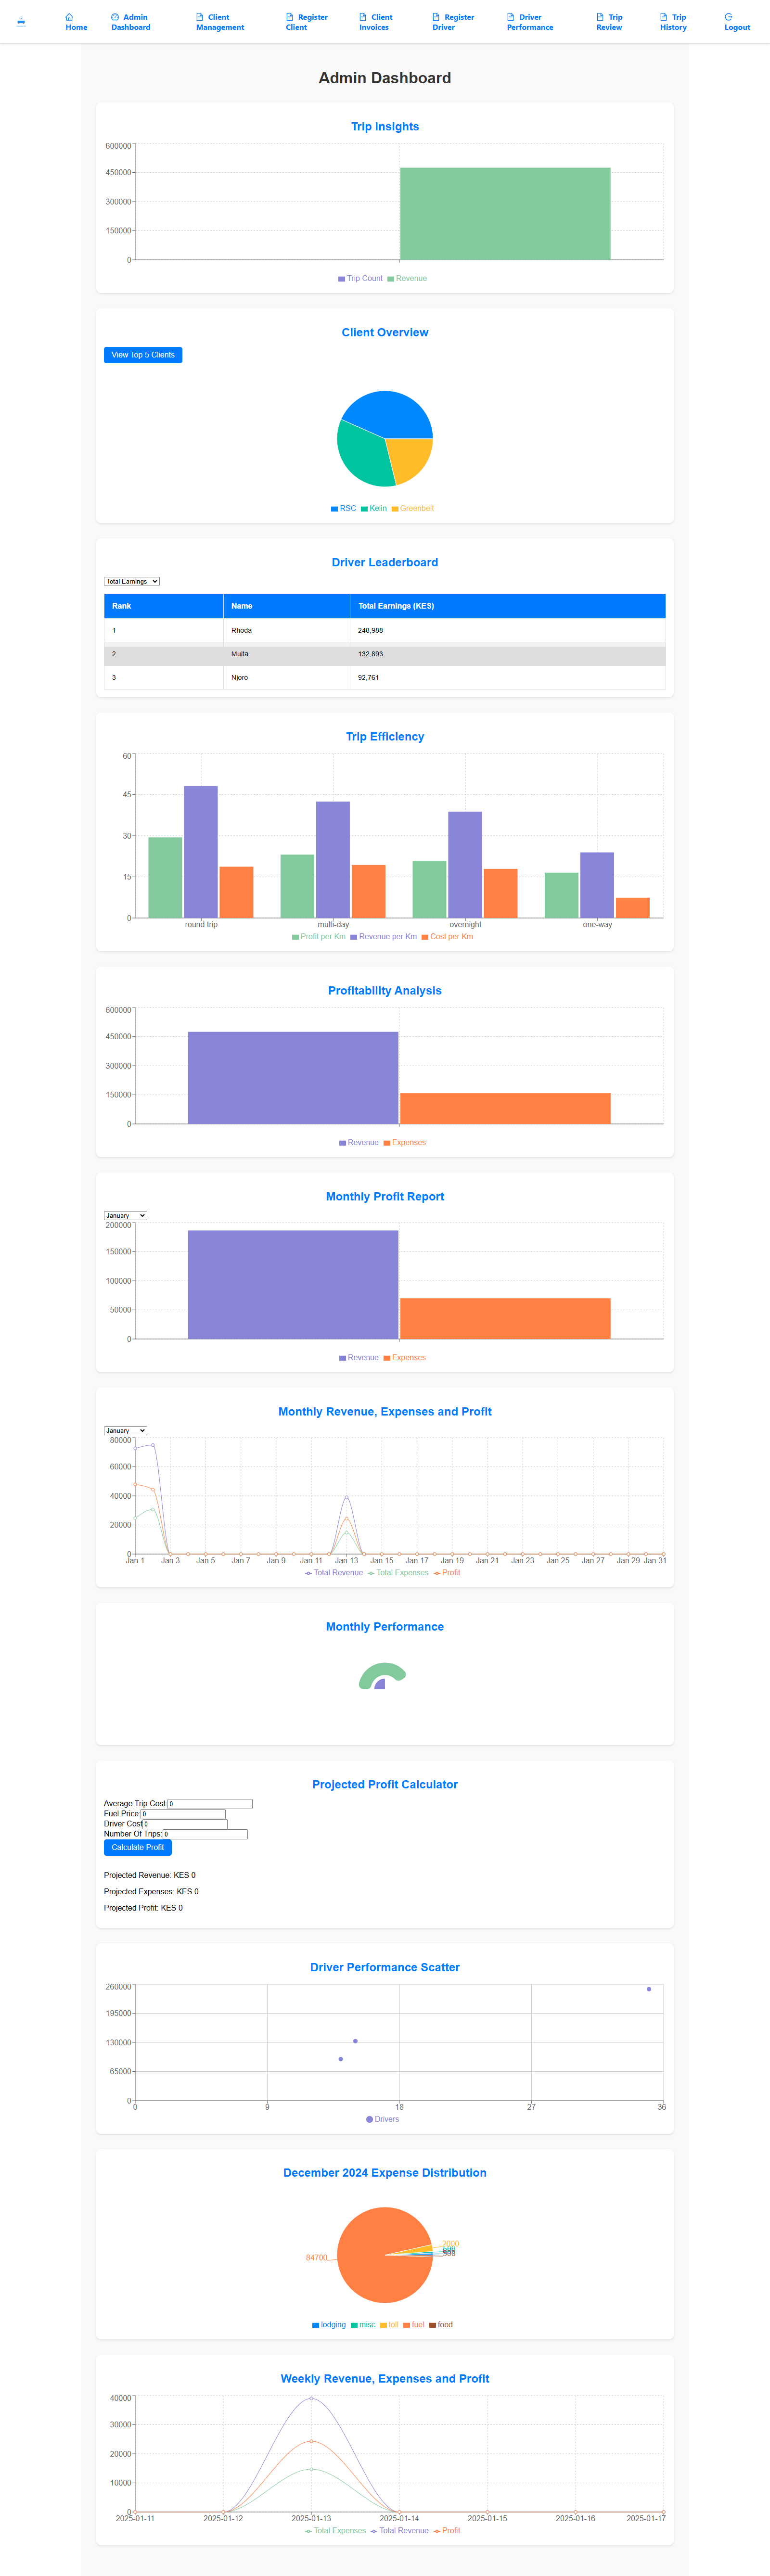 Home
Admin
Dashboard
Client
Management
Register
Client
Client
Invoices
Register
Driver
Driver
Performance
Trip
Review
Trip
History
Logout
Admin Dashboard
Trip Insights
600000
450000
300000
150000
0
Trip Count Revenue
Client Overview
View Top 5 Clients
RSC Kelin Greenbelt
Driver Leaderboard
Total Earnings
Rank Name Total Earnings (KES)
1 Rhoda 248,988
2 Muita 132,893
3 Njoro 92,761
Trip Efficiency
60
45
30
15
0
round trip multi-day overnight one-way
Profit per Km Revenue per Km Cost per Km
Profitability Analysis
600000
450000
300000
150000
0
Revenue Expenses
Monthly Profit Report
January
200000
150000
100000
50000
0
Revenue Expenses
Monthly Revenue, Expenses and Profit
January
80000
60000
40000
20000
0
Jan 1 Jan 3 Jan 5 Jan 7 Jan 9 Jan 11 Jan 13 Jan 15 Jan 17 Jan 19 Jan 21 Jan 23 Jan 25 Jan 27 Jan 29 Jan 31
Total Revenue Total Expenses Profit
Monthly Performance
Projected Profit Calculator
Average Trip Cost: 0
Fuel Price: 0
Driver Cost: 0
Number Of Trips: 0
Calculate Profit
Projected Revenue: KES 0
Projected Expenses: KES 0
Projected Profit: KES 0
Driver Performance Scatter
260000
195000
130000
65000
0
0 9 18 27 36
Drivers
December 2024 Expense Distribution
2000
84700
lodging misc toll fuel food
Weekly Revenue, Expenses and Profit
40000
30000
20000
10000
0
2025-01-11 2025-01-12 2025-01-13 2025-01-14 2025-01-15 2025-01-16 2025-01-17
Total Expenses Total Revenue Profit